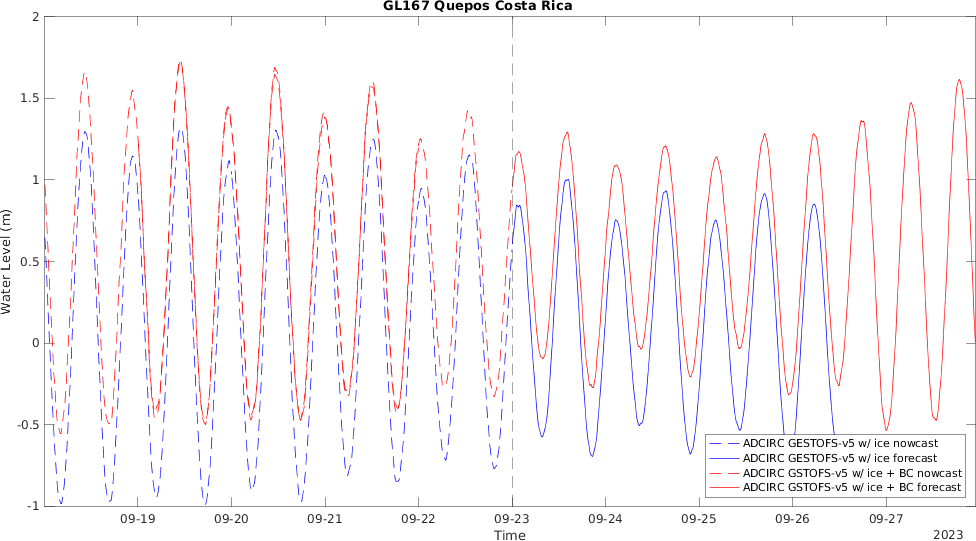 GL167 Quepos Costa Rica
2
1.5
1
0.5
0
-0.5
-1
Water Level (m)
ADCIRC GESTOFS-v5 w/ ice nowcast
ADCIRC GESTOFS-v5 w/ ice forecast
ADCIRC GSTOFS-v5 w/ ice + BC nowcast
ADCIRC GSTOFS-v5 w/ ice + BC forecast
09-19 09-20 09-21 09-22 09-23 09-24 09-25 09-26 09-27
Time
2023